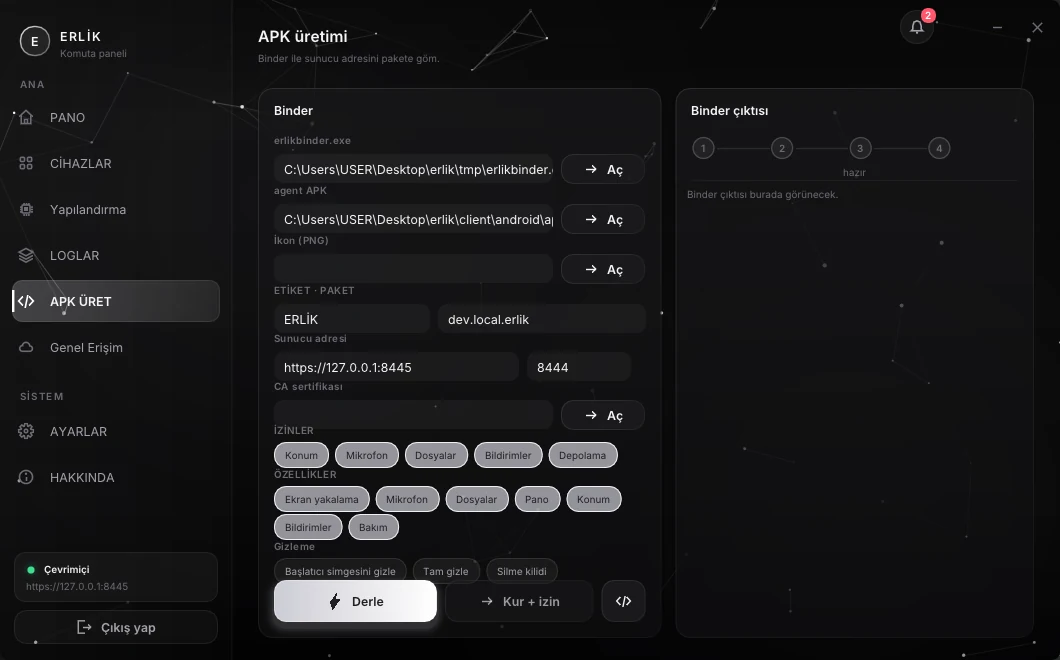 E
ERLİK
Komuta paneli
ANA
PANO
CİHAZLAR
Yapılandırma
LOGLAR
APK ÜRET
Genel Erişim
SİSTEM
AYARLAR
HAKKINDA
Çevrimiçi
https://127.0.0.1:8445
Çıkış yap
APK üretimi
Binder ile sunucu adresini pakete göm.
2
Binder
erlikbinder.exe
C:\Users\USER\Desktop\erlik\tmp\erlikbinder.
Aç
agent APK
C:\Users\USER\Desktop\erlik\client\android\a
Aç
İkon (PNG)
Aç
ETİKET · PAKET
ERLİK
dev.local.erlik
Sunucu adresi
https://127.0.0.1:8445
8444
CA sertifikası
Aç
İZİNLER
Konum Mikrofon Dosyalar Bildirimler Depolama
ÖZELLİKLER
Ekran yakalama Mikrofon Dosyalar Pano Konum
Bildirimler Bakım
Gizleme
Başlatıcı simgesini gizle Tam gizle Silme kilidi
Derle
Kur + izin
Binder çıktısı
1 2 3 4
hazır
Binder çıktısı burada görünecek.